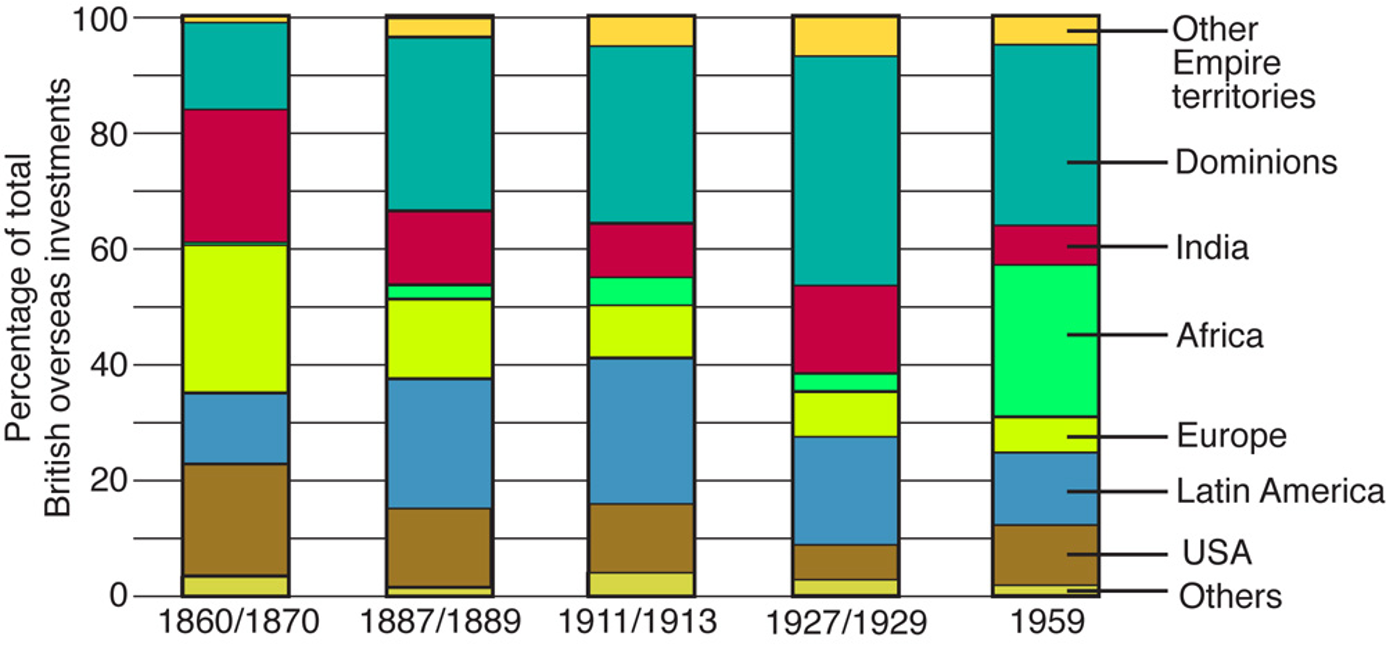 Percentage of total
British overseas investments
100
80
60
40
20
0
1860/1870
1887/1889
1911/1913
1927/1929
1959
Other
Empire
territories
Dominions
India
Africa
Europe
Latin America
USA
Others